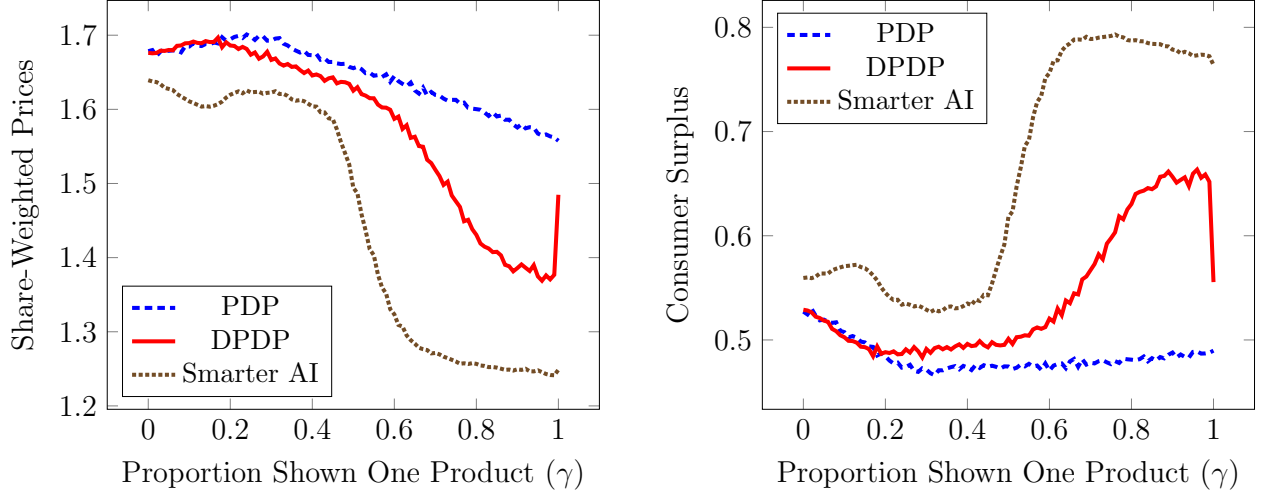 Share-Weighted Prices
1.7
1.6
1.5
1.4
1.3
1.2
PDP
DPDP
Smarter AI
0 0.2 0.4 0.6 0.8 1
Proportion Shown One Product (γ)
Consumer Surplus
0.8
0.7
0.6
0.5
PDP
DPDP
Smarter AI
0 0.2 0.4 0.6 0.8 1
Proportion Shown One Product (γ)